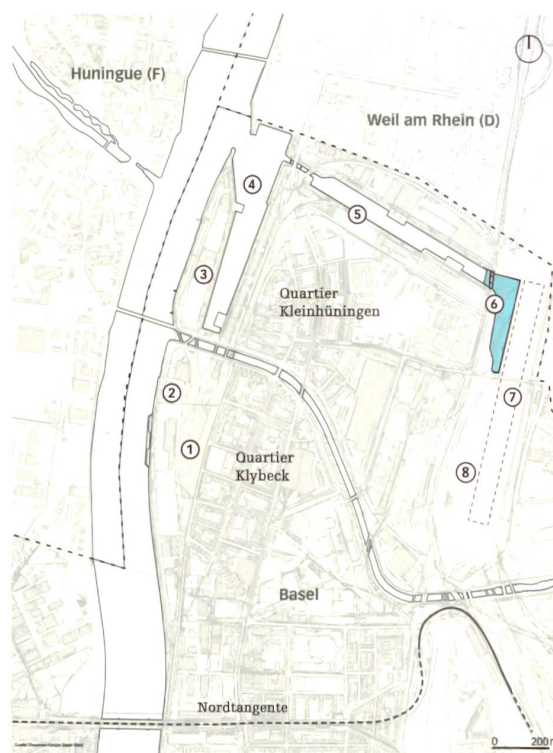 Huningue (F)
Weil am Rhein (D)
4
5
3
Quartier
Kleinhüningen
6
7
2
1
Quartier
Klybeck
8
Basel
Nordtangente
0 200